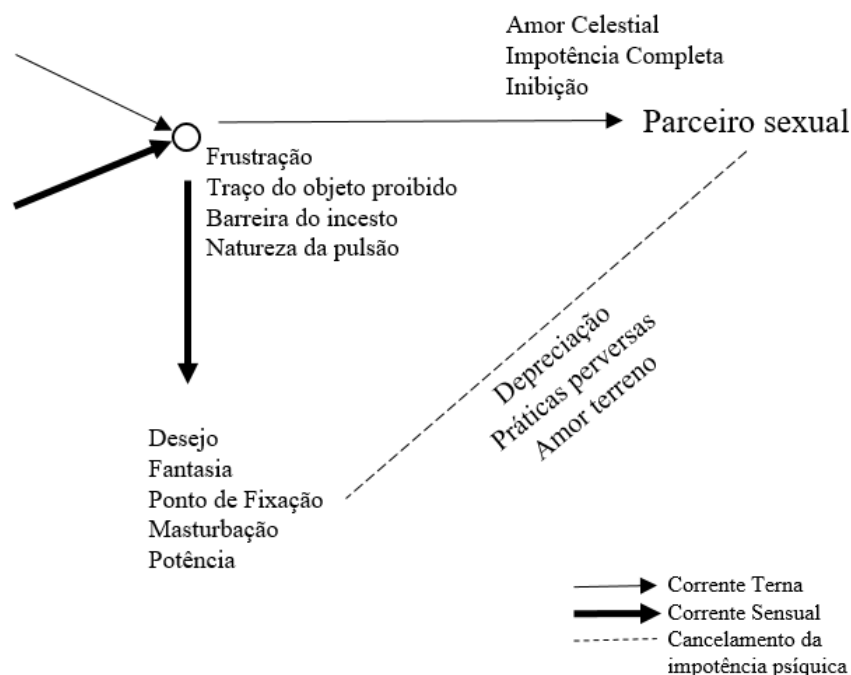 Amor Celestial
Impotência Completa
Inibição
Parceiro sexual
Frustração
Traço do objeto proibido
Barreira do incesto
Natureza da pulsão
Depreciação
Práticas perversas
Amor terreno
Desejo
Fantasia
Ponto de Fixação
Masturbação
Potência
Corrente Terna
Corrente Sensual
Cancelamento da
impotência psíquica